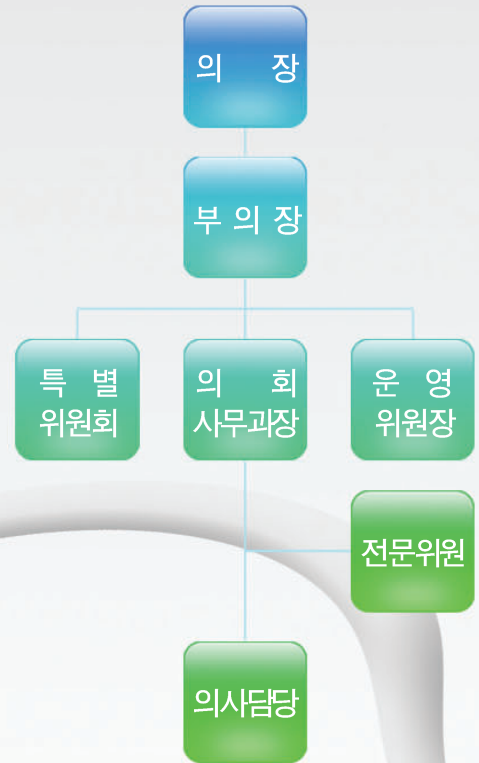 의 장
부 의 장
특 별
위원회
의 회
사무과장
운 영
위원장
전문위원
의사담당